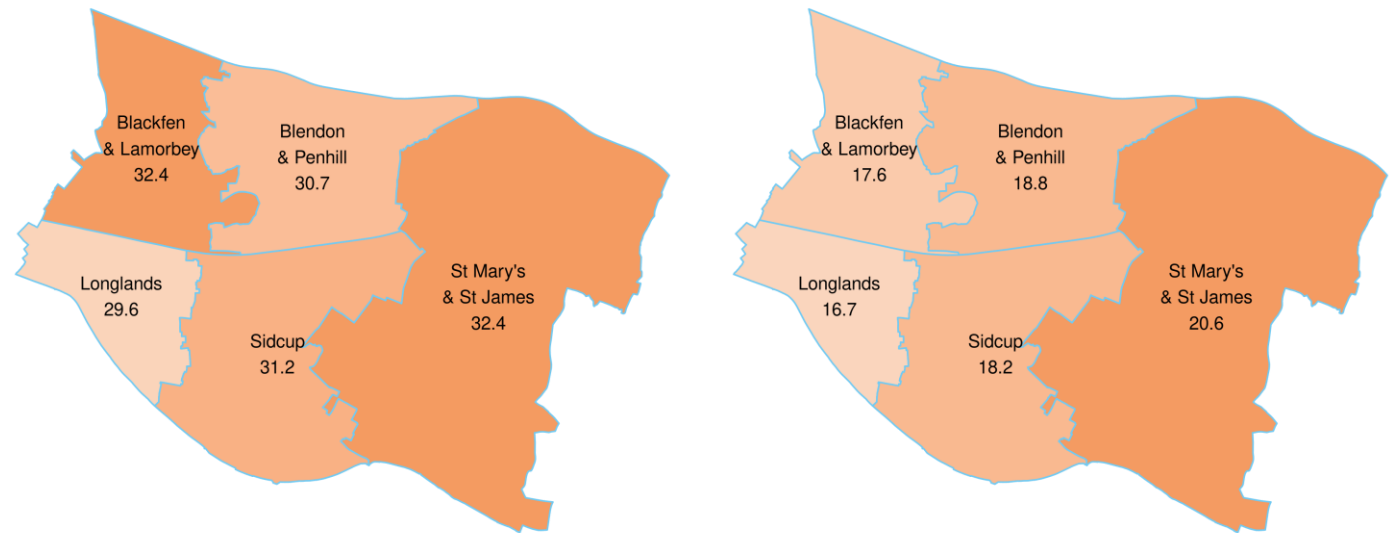 Blackfen
& Lamorbey
32.4
Blendon
& Penhill
30.7
Longlands
29.6
St Mary's
& St James
32.4
Sidcup
31.2
Blackfen
& Lamorbey
17.6
Blendon
& Penhill
18.8
Longlands
16.7
St Mary's
& St James
20.6
Sidcup
18.2